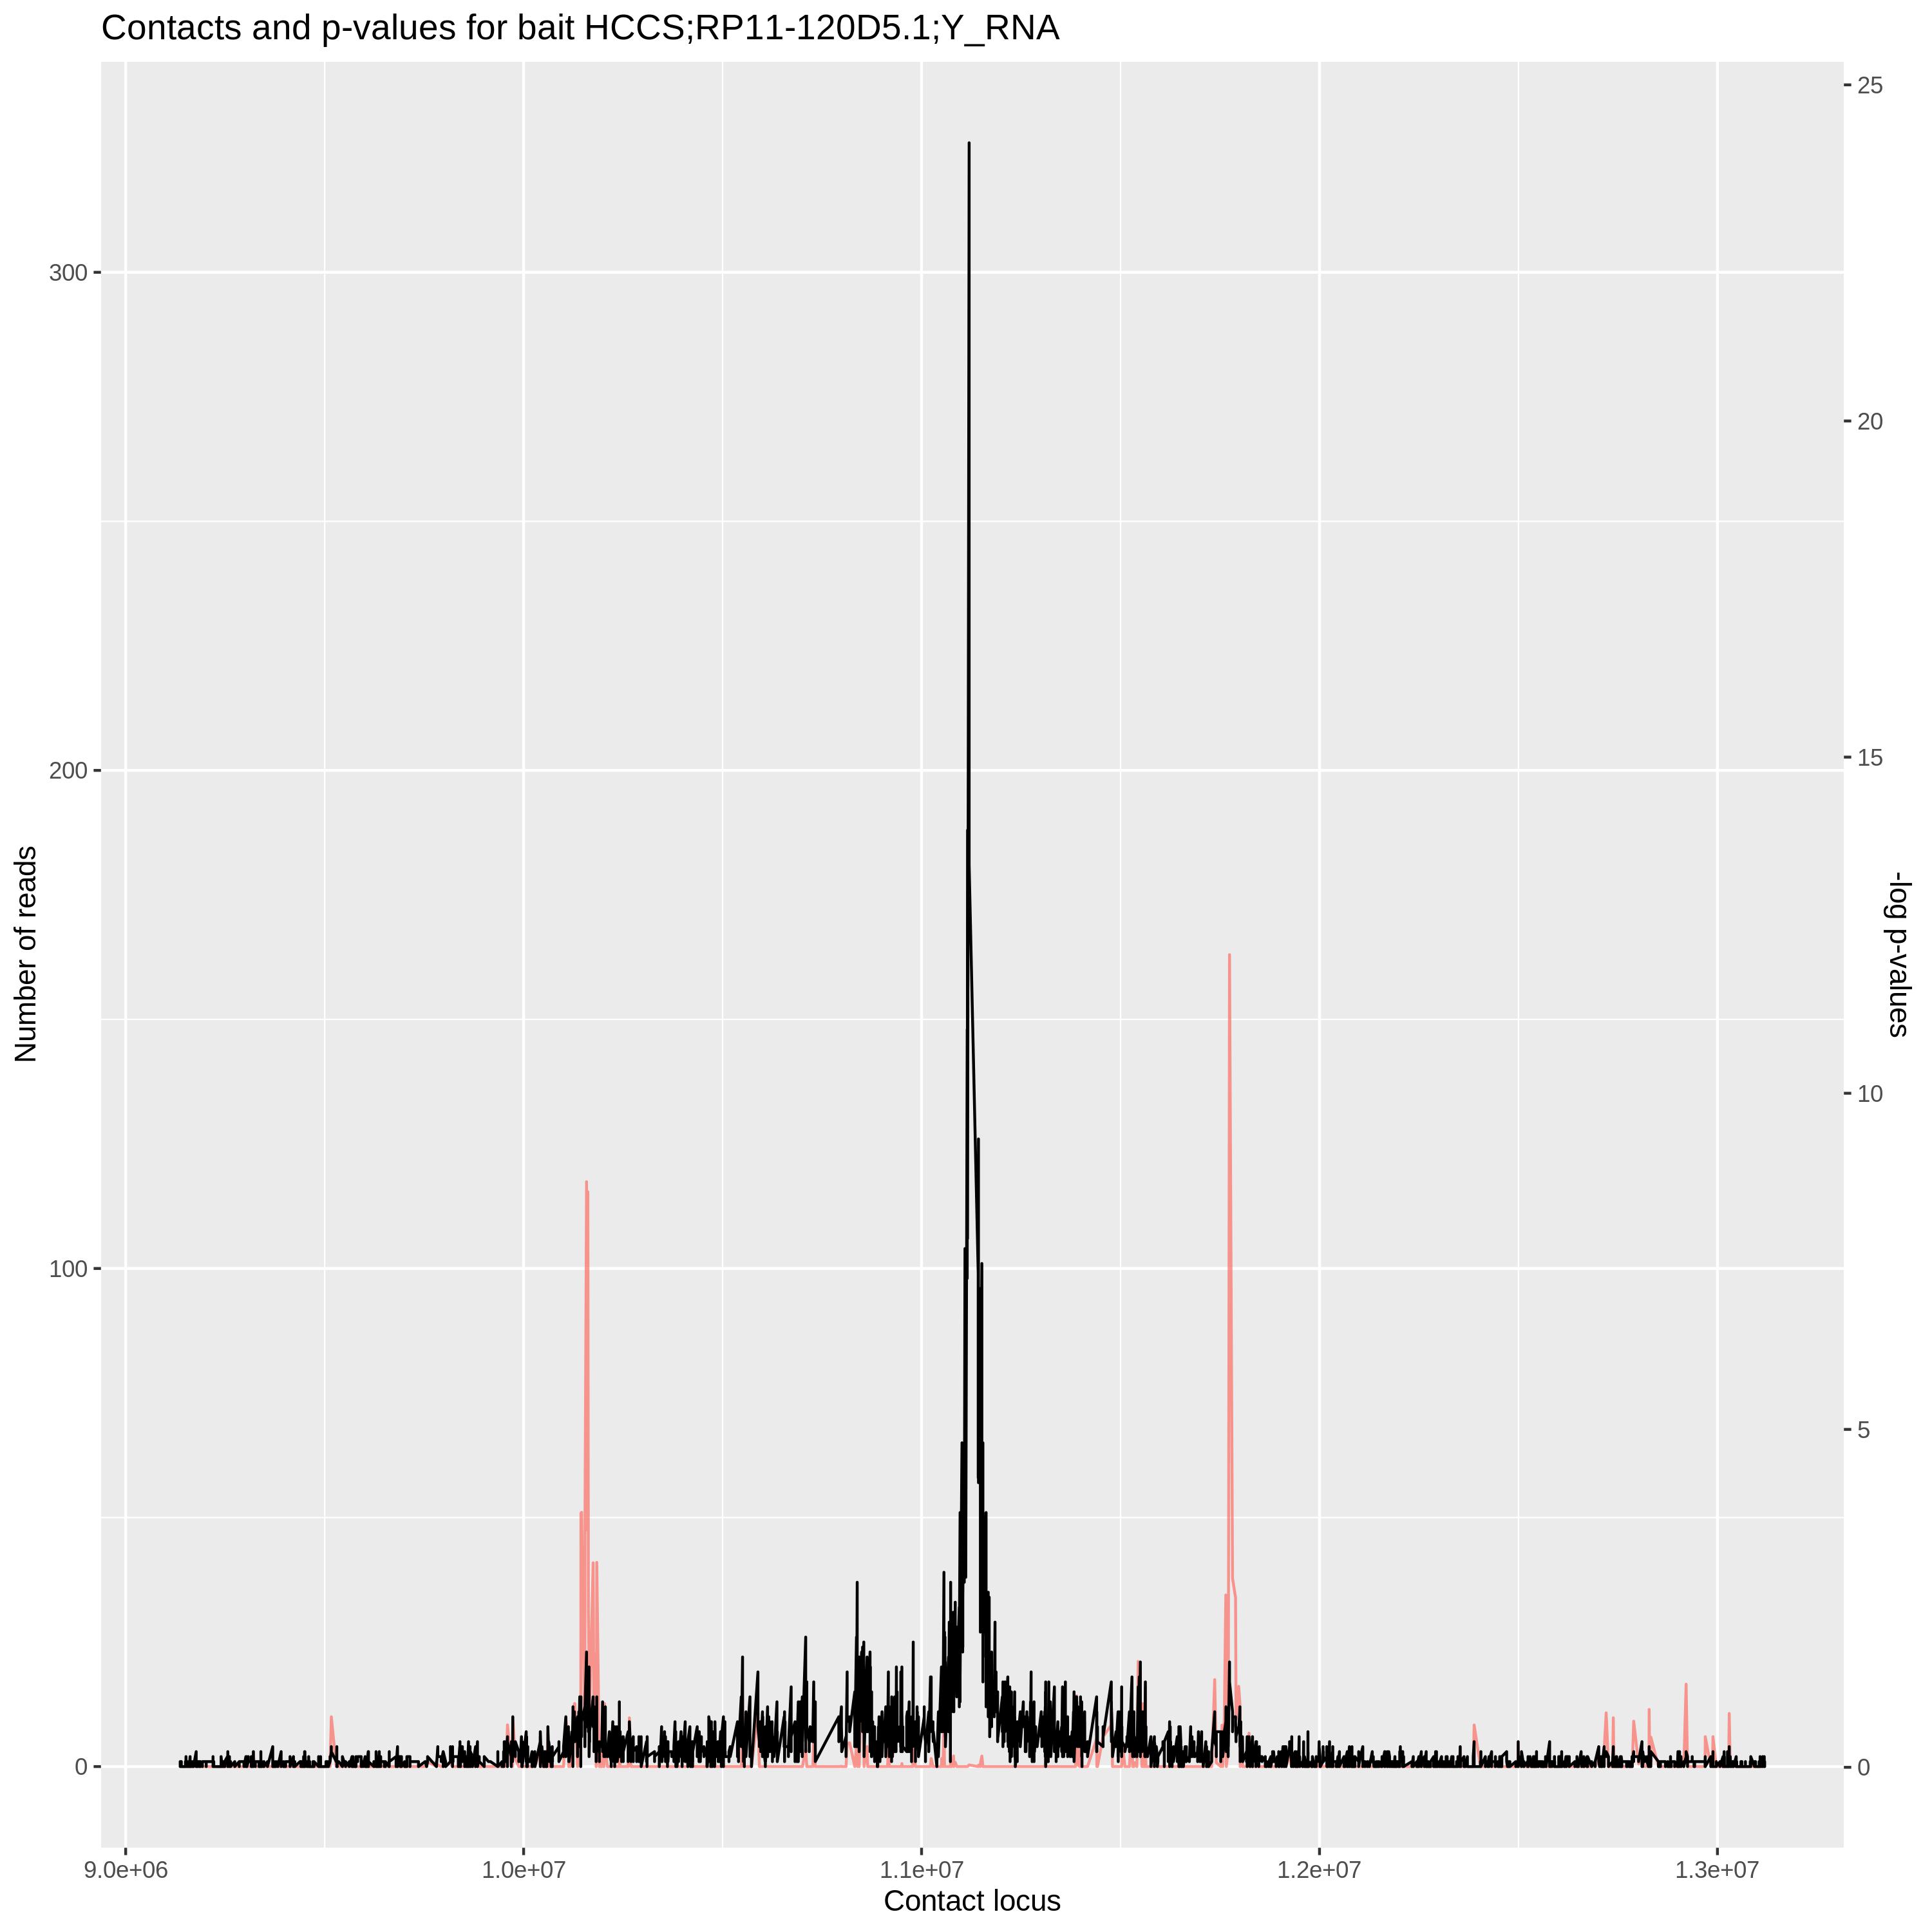 Contacts and p-values for bait HCCS;RP11-120D5.1;Y_RNA
25
300
20
200
15
Number of reads
-log p-values
10
100
5
0
0
9.0e+06
1.0e+07
1.1e+07
1.2e+07
1.3e+07
Contact locus